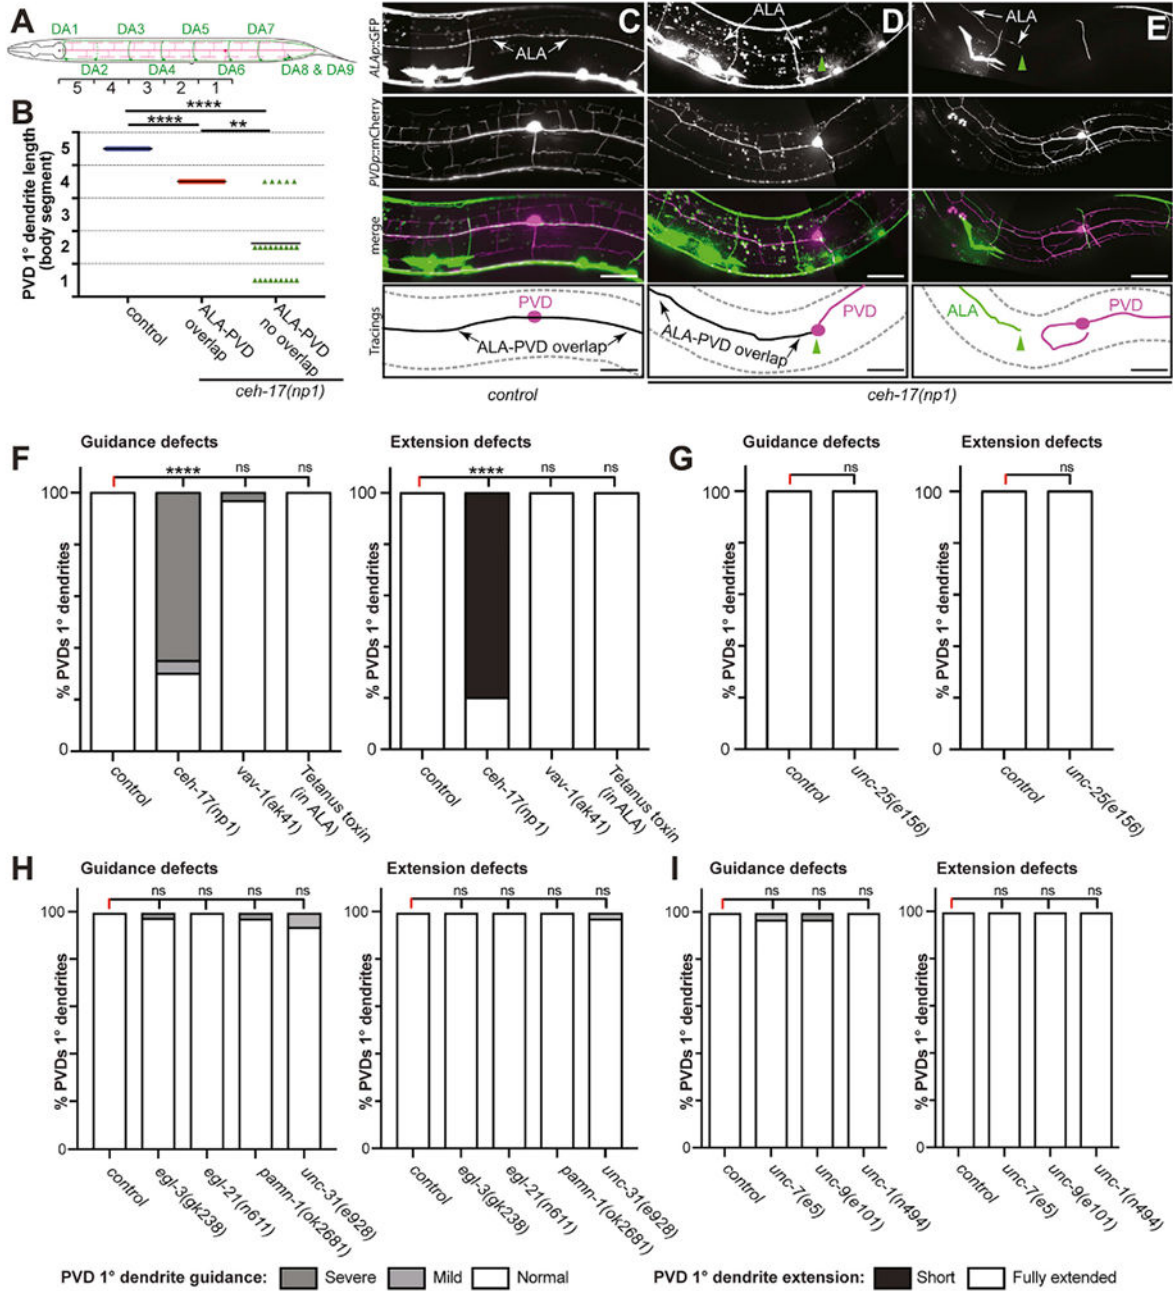 A
DA1 DA3 DA5 DA7
DA2 DA4 DA6 DA8 & DA9
5 4 3 2 1
B
****
**** **
PVD 1° dendrite length
(body segment)
5
4
3
2
1
control
ALA-PVD
overlap
ALA-PVD
no overlap
ceh-17(np1)
C
D
E
ALAp::GFP
PVDp::mCherry
merge
Tracings
ALA
ALA
ALA
PVD
ALA-PVD overlap
PVD
ALA-PVD overlap
ALA
PVD
control
ceh-17(np1)
F
Guidance defects
**** ns ns
100
0
% PVDs 1° dendrites
control
ceh-17(np1)
vav-1(ak41)
Tetanus toxin
(in ALA)
Extension defects
**** ns ns
100
0
% PVDs 1° dendrites
control
ceh-17(np1)
vav-1(ak41)
Tetanus toxin
(in ALA)
G
Guidance defects
ns
100
0
% PVDs 1° dendrites
control
unc-25(e156)
Extension defects
ns
100
0
% PVDs 1° dendrites
control
unc-25(e156)
H
Guidance defects
ns ns ns ns
100
0
% PVDs 1° dendrites
control
egl-3(gk238)
egl-21(n611)
pamn-1(ok2681)
unc-31(e928)
Extension defects
ns ns ns ns
100
0
% PVDs 1° dendrites
control
egl-3(gk238)
egl-21(n611)
pamn-1(ok2681)
unc-31(e928)
I
Guidance defects
ns ns ns
100
0
% PVDs 1° dendrites
control
unc-7(e5)
unc-9(e101)
unc-1(n494)
Extension defects
ns ns ns
100
0
% PVDs 1° dendrites
control
unc-7(e5)
unc-9(e101)
unc-1(n494)
PVD 1° dendrite guidance: Severe Mild Normal
PVD 1° dendrite extension: Short Fully extended